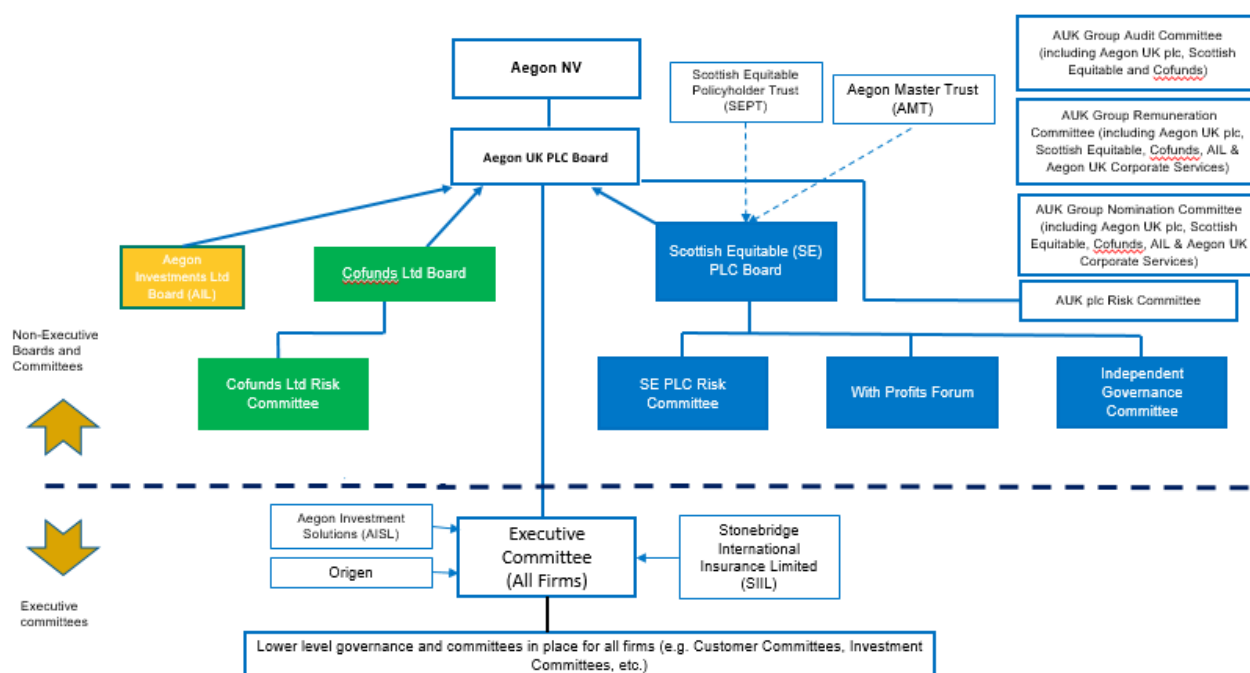 Aegon NV
Scottish Equitable
Policyholder Trust
(SEPT)
Aegon Master Trust
(AMT)
AUK Group Audit Committee
(including Aegon UK plc, Scottish
Equitable and Cofunds)
Aegon UK PLC Board
AUK Group Remuneration
Committee (including Aegon UK plc,
Scottish Equitable, Cofunds, AIL &
Aegon UK Corporate Services)
AUK Group Nomination Committee
(including Aegon UK plc, Scottish
Equitable, Cofunds, AIL & Aegon UK
Corporate Services)
Aegon
Investments Ltd
Board (AIL)
Cofunds Ltd Board
Scottish Equitable (SE)
PLC Board
AUK plc Risk Committee
Non-Executive
Boards and
Committees
Cofunds Ltd Risk
Committee
SE PLC Risk
Committee
With Profits Forum
Independent
Governance
Committee
Aegon Investment
Solutions (AISL)
Origen
Executive
Committee
(All Firms)
Stonebridge
International
Insurance Limited
(SIIL)
Executive
committees
Lower level governance and committees in place for all firms (e.g. Customer Committees, Investment
Committees, etc.)